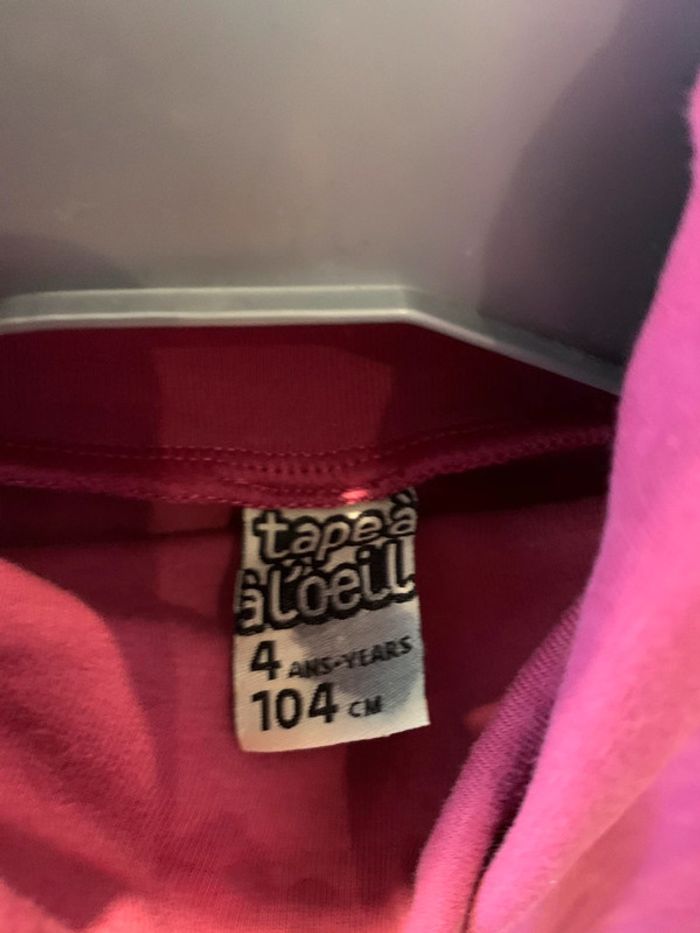 tape à
à l'oeil
4 ANS-YEARS
104 CM